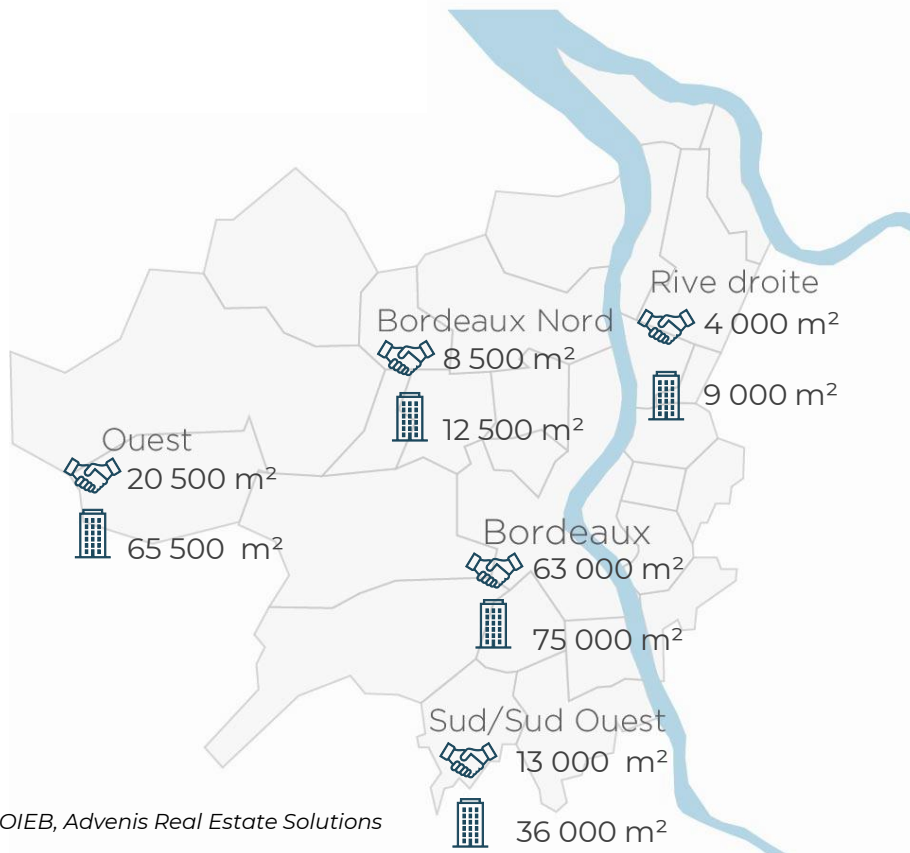 Rive droite
4 000 m²
9 000 m²
Bordeaux Nord
8 500 m²
12 500 m²
Ouest
20 500 m²
65 500 m²
Bordeaux
63 000 m²
75 000 m²
Sud/Sud Ouest
13 000 m²
36 000 m²
OIEB, Advenis Real Estate Solutions